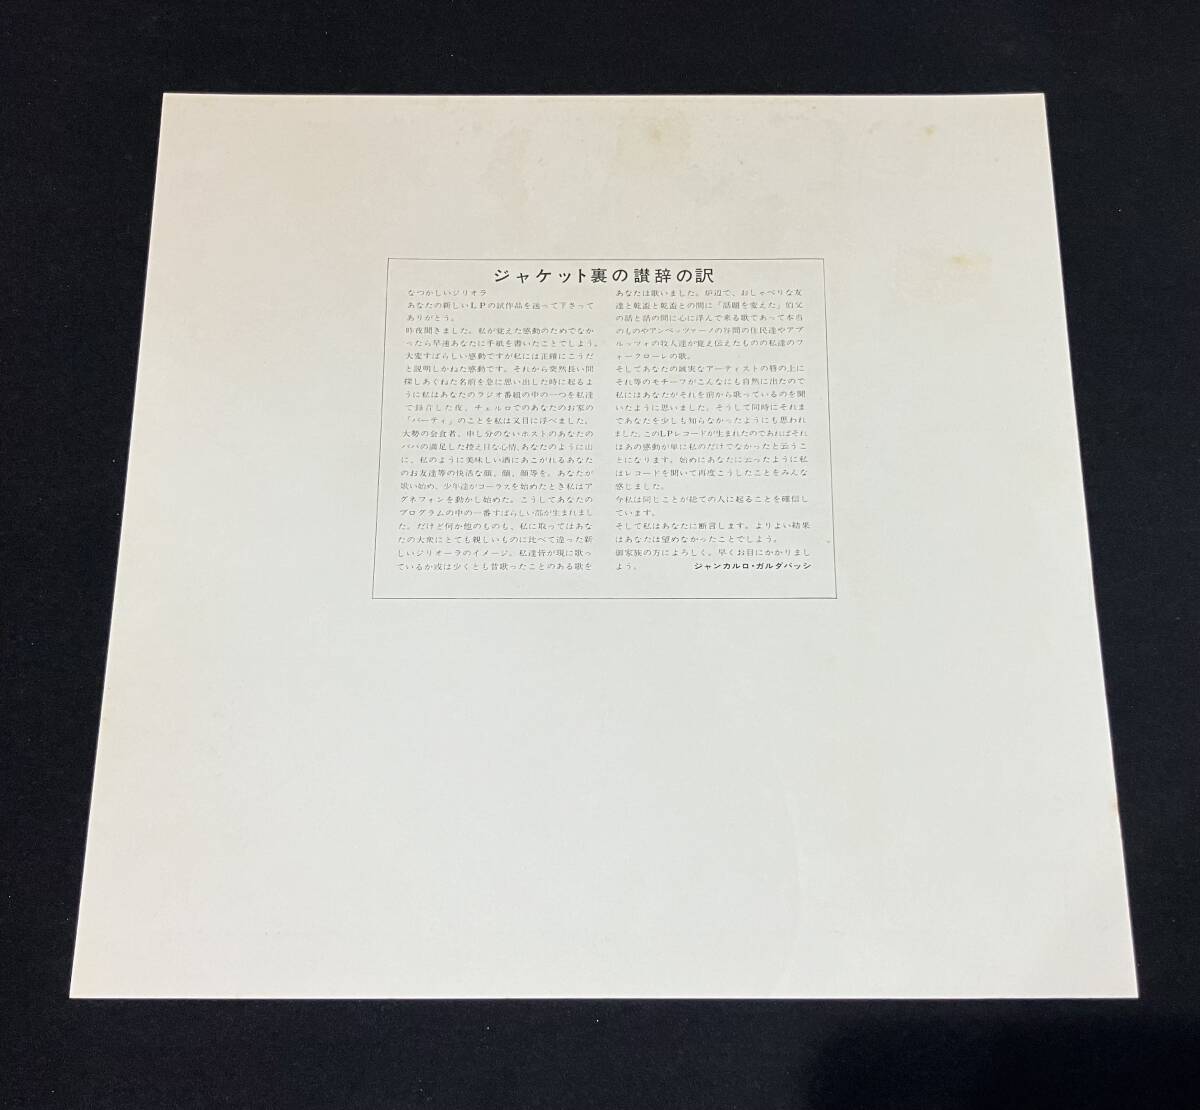 ジャケット裏の讃辞の訳
なつかしいジリオラ
あなたの新しいＬＰの試作品を送って下さって
ありがとう。
昨夜聞きました。私が覚えた感動のためでなか
ったら早速あなたに手紙を書いたことでしょう。
大変すばらしい感動ですが私には正確にこうだ
と説明しかねた感動です。それから突然長い間
探しあぐねた名前を急に思い出した時に起るよ
うに私はあなたのラジオ番組の中の一つを私達
で録音した夜、チェルロでのあなたのお家の
「パーティ」のことを私は又目に浮べました。
大勢の会食者、申し分のないホストのあなたの
パパの満足した控え目な心情、あなたのように山
に、私のように美味しい酒にあこがれるあなた
のお友達等の快活な顔、顔、顔等を。あなたが
歌い始め、少年達がコーラスを始めたとき私はア
グネフォンを動かし始めた。こうしてあなたの
プログラムの中の一番すばらしい部が生まれまし
た。だけど何か他のものも、私に取ってはあな
たの大衆にとても親しいものに比べて違った新
しいジリオーラのイメージ。私達皆が現に歌っ
ているか或は少くとも昔歌ったことのある歌を
あなたは歌いました。炉辺で、おしゃべりな友
達と乾盃と乾盃との間に「話題を変えた」伯父
の話と話の間に心に浮んで来る歌であって本当
のものやアンペッツァーノの谷間の住民達やアブ
ルッツォの牧人達が覚え伝えたものの私達のフ
ォークローレの歌。
そしてあなたの誠実なアーティストの唇の上に
それ等のモチーフがこんなにも自然に出たので
私にはあなたがそれを前から歌っているのを聞
いたように思いました。そうして同時にそれま
であなたを少しも知らなかったようにも思われ
ました。このLPレコードが生まれたのであればそれ
はあの感動が単に私のだけでなかったと云うこ
とになります。始めにあなたに云ったように私
はレコードを聞いて再度こうしたことをみんな
感じました。
今私は同じことが総ての人に起ることを確信し
ています。
そして私はあなたに断言します。よりよい結果
はあなたは望めなかったことでしょう。
御家族の方によろしく。早くお目にかかりまし
ょう。 ジャンカルロ・ガルダバッシ